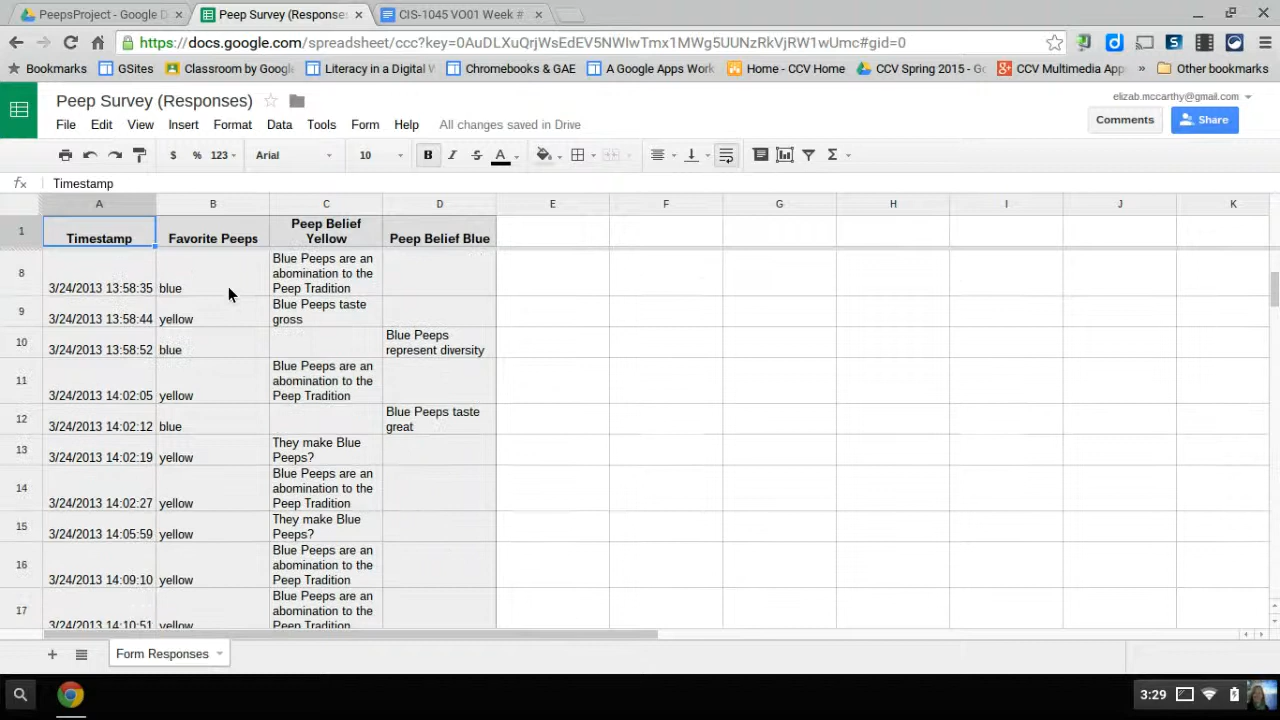 PeepsProject - Google D
Peep Survey (Response
CIS-1045 VO01 Week #
https://docs.google.com/spreadsheet/ccc?key=0AuDLXuQrjWsEdEV5NWIwTmx1MWg5UUNzRkVjRW1wUmc#gid=0
Bookmarks GSites Classroom by Googl Literacy in a Digital Chromebooks & GAE A Google Apps Work Home - CCV Home CCV Spring 2015 - Go CCV Multimedia App » Other bookmarks
Peep Survey (Responses)
elizab.mccarthy@gmail.com
File Edit View Insert Format Data Tools Form Help All changes saved in Drive
Comments Share
$ % 123 Arial 10 B I S A Σ
fx Timestamp
A B C D E F G H I J K
1 Timestamp Favorite Peeps Peep Belief
Yellow Peep Belief Blue
8 3/24/2013 13:58:35 blue Blue Peeps are an
abomination to the
Peep Tradition
9 3/24/2013 13:58:44 yellow Blue Peeps taste
gross
10 3/24/2013 13:58:52 blue Blue Peeps
represent diversity
11 3/24/2013 14:02:05 yellow Blue Peeps are an
abomination to the
Peep Tradition
12 3/24/2013 14:02:12 blue Blue Peeps taste
great
13 3/24/2013 14:02:19 yellow They make Blue
Peeps?
14 3/24/2013 14:02:27 yellow Blue Peeps are an
abomination to the
Peep Tradition
15 3/24/2013 14:05:59 yellow They make Blue
Peeps?
16 3/24/2013 14:09:10 yellow Blue Peeps are an
abomination to the
Peep Tradition
17 3/24/2013 14:10:51 yellow Blue Peeps are an
abomination to the
Peep Tradition
Form Responses
3:29